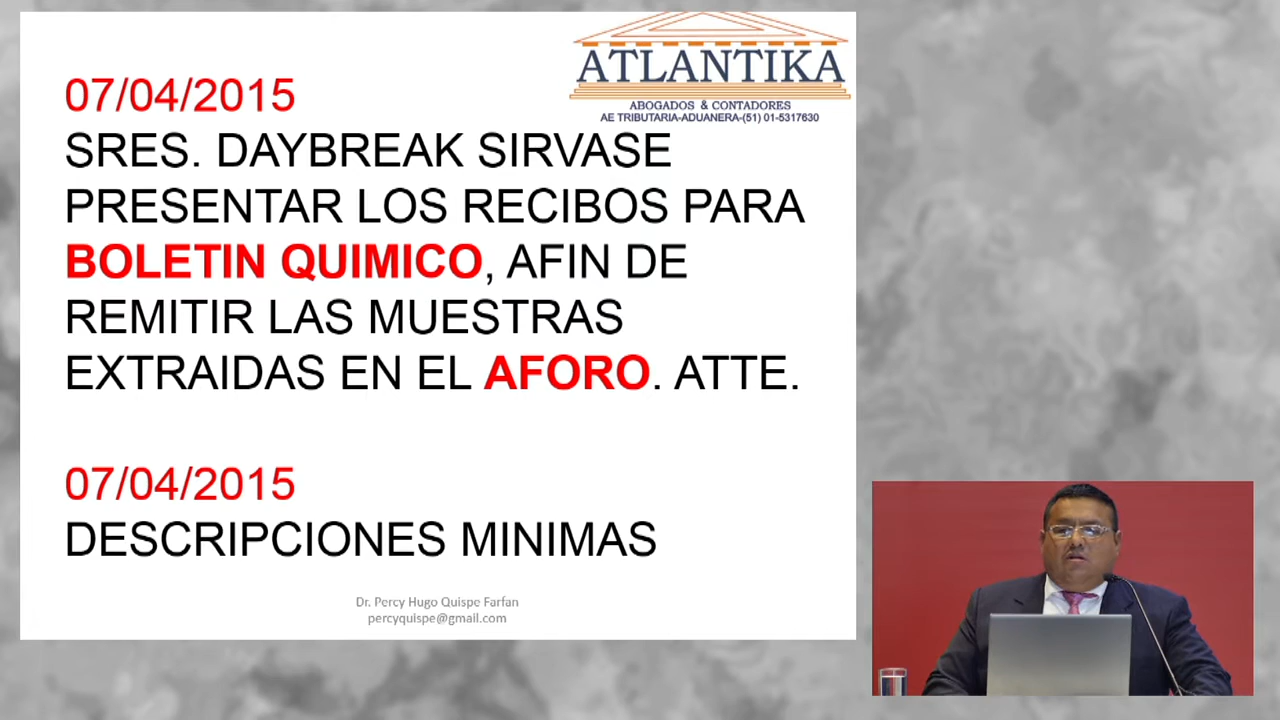 ATLANTIKA
ABOGADOS & CONTADORES
AE TRIBUTARIA-ADUANERA-(51) 01-5317630
07/04/2015
SRES. DAYBREAK SIRVASE
PRESENTAR LOS RECIBOS PARA
BOLETIN QUIMICO, AFIN DE
REMITIR LAS MUESTRAS
EXTRAIDAS EN EL AFORO. ATTE.
07/04/2015
DESCRIPCIONES MINIMAS
Dr. Percy Hugo Quispe Farfan
percyquispe@gmail.com